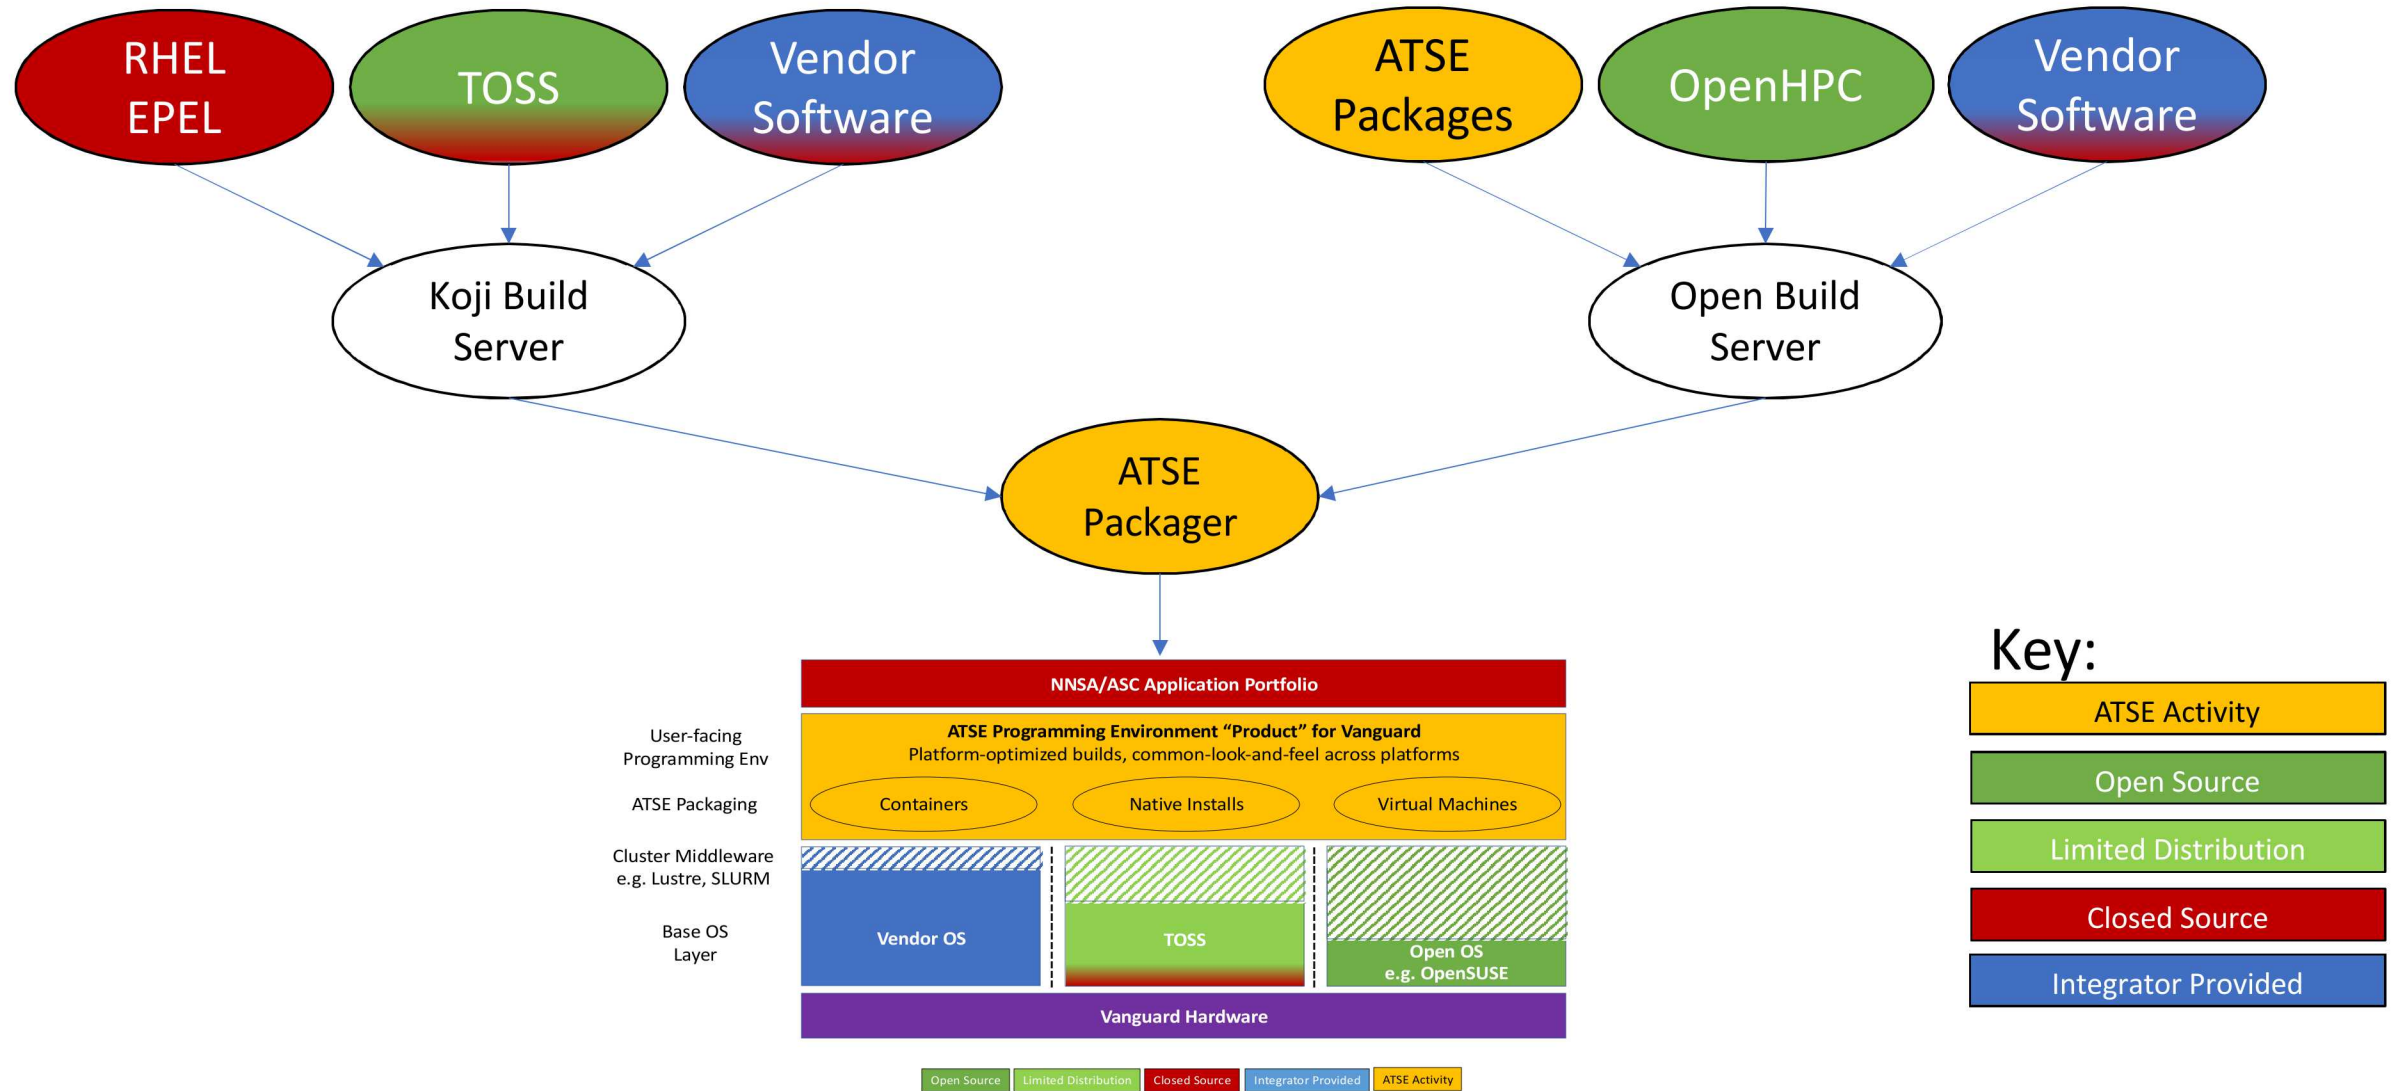 RHEL
EPEL
TOSS
Vendor
Software
ATSE
Packages
OpenHPC
Vendor
Software
Koji Build
Server
Open Build
Server
ATSE
Packager
NNSA/ASC Application Portfolio
User-facing
Programming Env
ATSE Programming Environment “Product” for Vanguard
Platform-optimized builds, common-look-and-feel across platforms
ATSE Packaging
Containers
Native Installs
Virtual Machines
Cluster Middleware
e.g. Lustre, SLURM
Base OS
Layer
Vendor OS
TOSS
Open OS
e.g. OpenSUSE
Vanguard Hardware
Open Source
Limited Distribution
Closed Source
Integrator Provided
ATSE Activity
Key:
ATSE Activity
Open Source
Limited Distribution
Closed Source
Integrator Provided